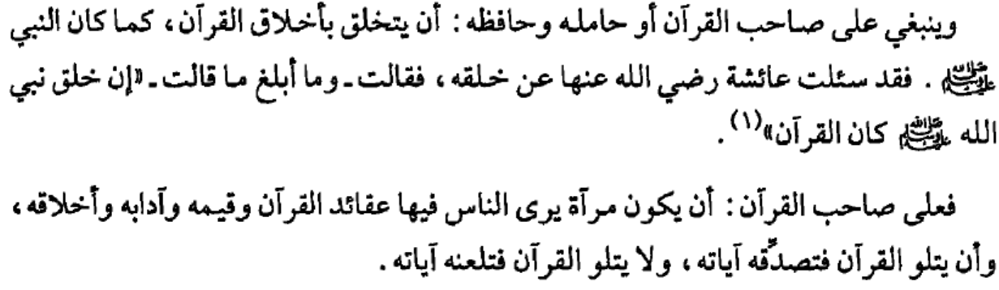 وينبغي على صاحب القرآن أو حامله وحافظه: أن يتخلق بأخلاق القرآن، كما كان النبي
ﷺ. فقد سئلت عائشة رضي الله عنها عن خلقه، فقالت ـ وما أبلغ ما قالت ـ «إن خلق نبي
الله ﷺ كان القرآن»(١).
فعلى صاحب القرآن: أن يكون مرآة يرى الناس فيها عقائد القرآن وقيمه وآدابه وأخلاقه،
وأن يتلو القرآن فتصدِّقه آياته، ولا يتلو القرآن فتلعنه آياته.